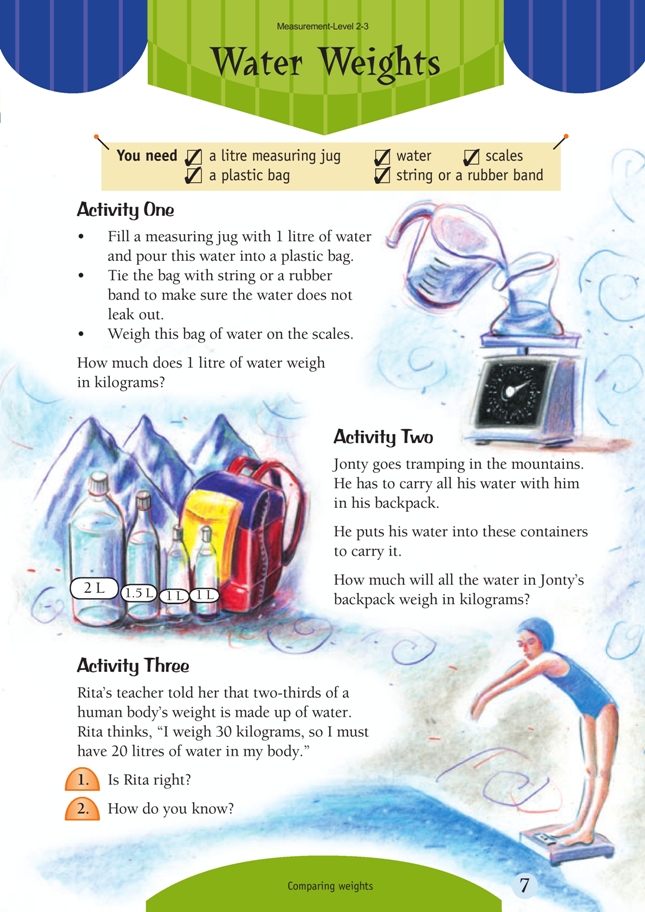 Measurement-Level 2-3
Water Weights
You need ☑ a litre measuring jug ☑ water ☑ scales
☑ a plastic bag ☑ string or a rubber band
Activity One
• Fill a measuring jug with 1 litre of water
and pour this water into a plastic bag.
• Tie the bag with string or a rubber
band to make sure the water does not
leak out.
• Weigh this bag of water on the scales.
How much does 1 litre of water weigh
in kilograms?
Activity Two
Jonty goes tramping in the mountains.
He has to carry all his water with him
in his backpack.
He puts his water into these containers
to carry it.
How much will all the water in Jonty’s
backpack weigh in kilograms?
2 L
1.5 L
1 L
1 L
Activity Three
Rita’s teacher told her that two-thirds of a
human body’s weight is made up of water.
Rita thinks, “I weigh 30 kilograms, so I must
have 20 litres of water in my body.”
1. Is Rita right?
2. How do you know?
Comparing weights
7